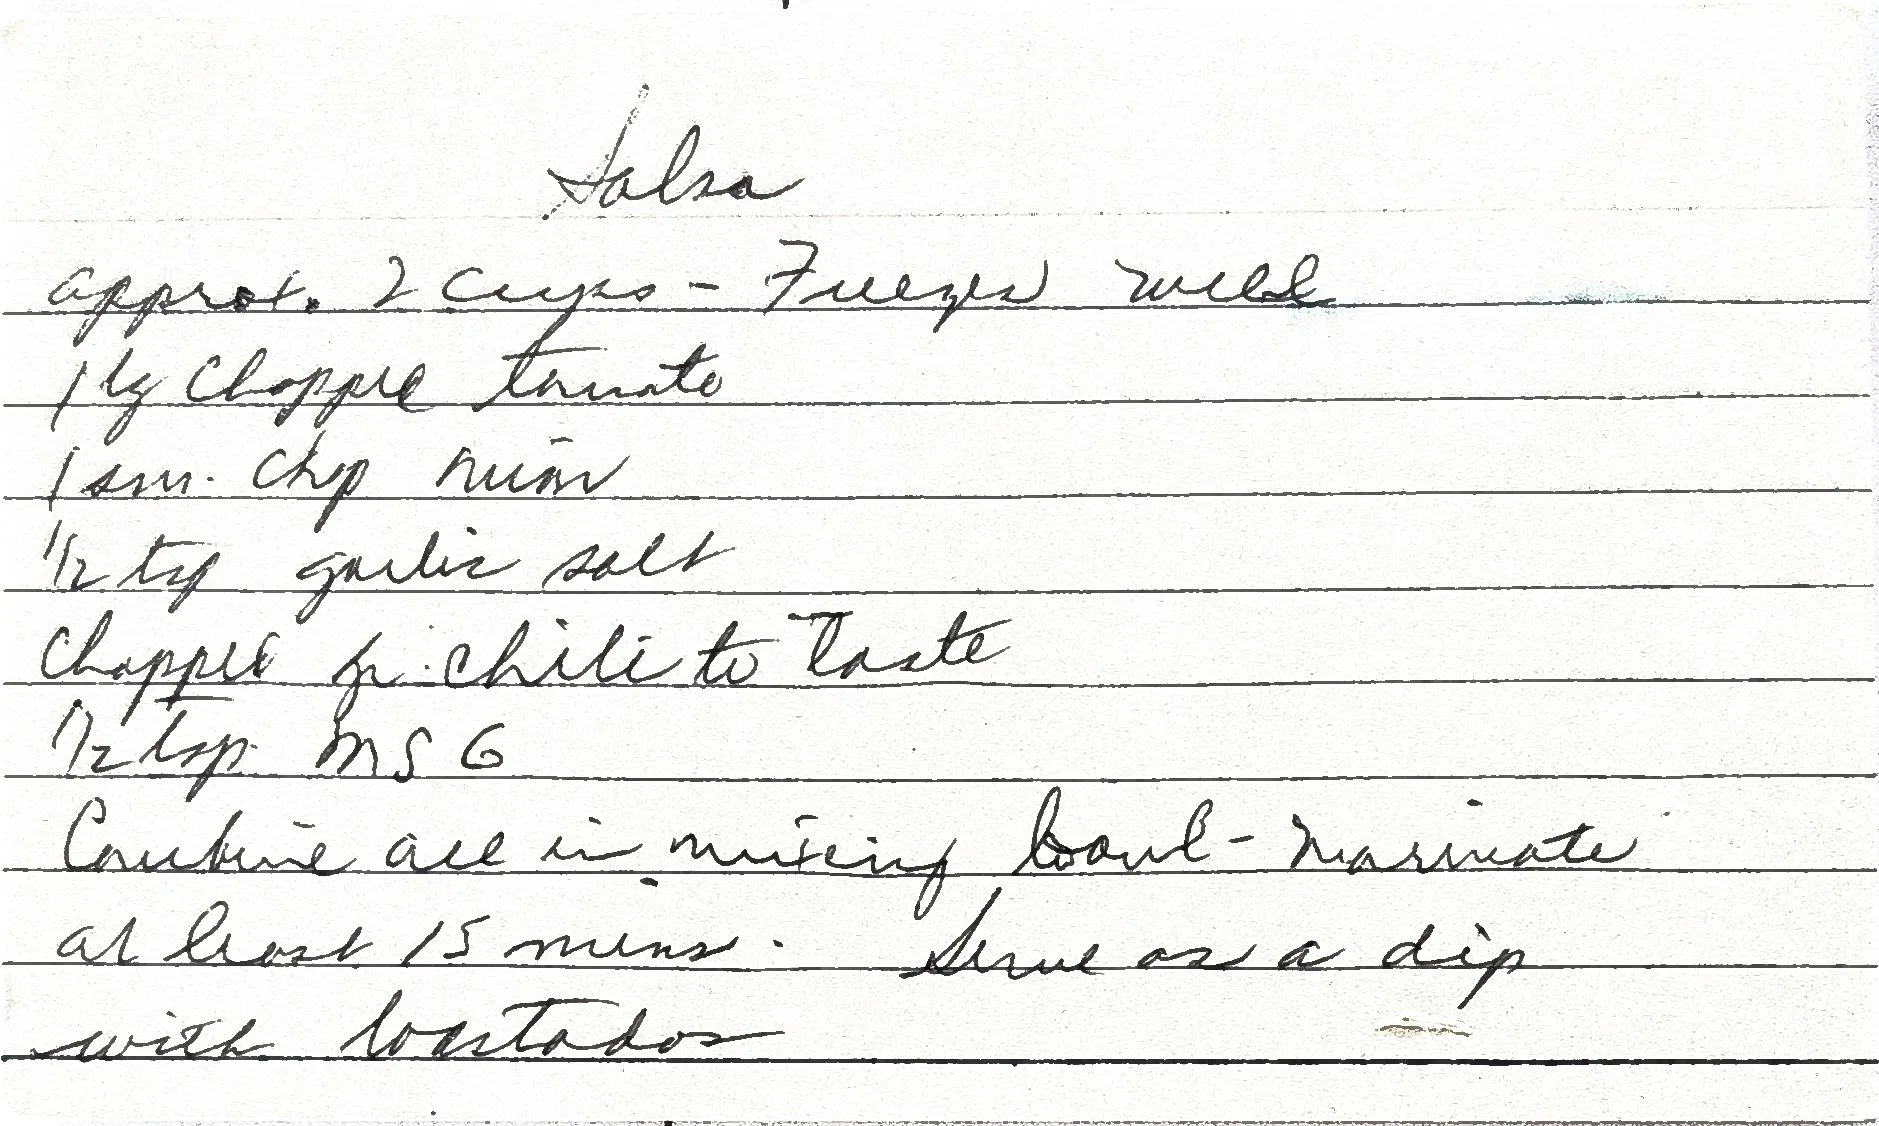 Salsa
approx. 2 cups - Freezes well
1 lg chopped tomato
1 sm. chop onion
1/2 tsp garlic salt
Chopped gr. chili to taste
1/2 tsp. MSG
Combine all in mixing bowl - marinate
at least 15 mins. Serve as a dip
with toastados